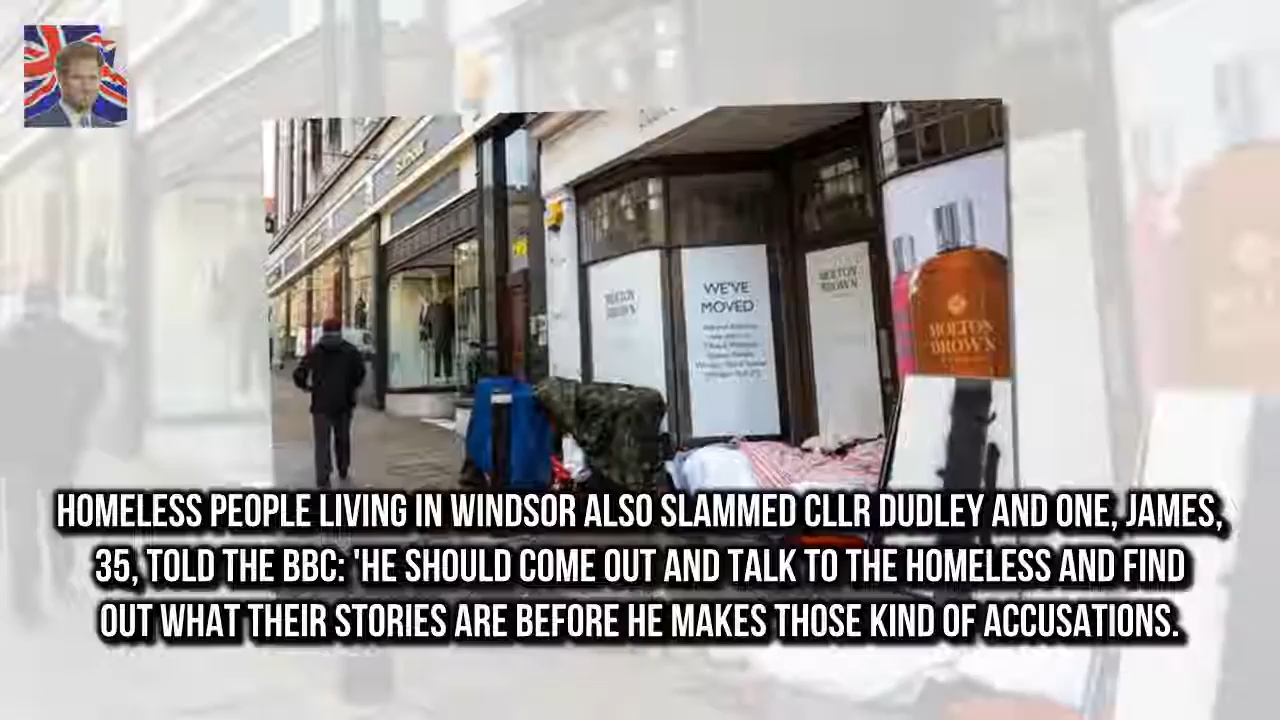 MOLTON
BROWN
WE'VE
MOVED
MOLTON
BROWN
MOLTON
BROWN
HOMELESS PEOPLE LIVING IN WINDSOR ALSO SLAMMED CLLR DUDLEY AND ONE, JAMES,
35, TOLD THE BBC: 'HE SHOULD COME OUT AND TALK TO THE HOMELESS AND FIND
OUT WHAT THEIR STORIES ARE BEFORE HE MAKES THOSE KIND OF ACCUSATIONS.